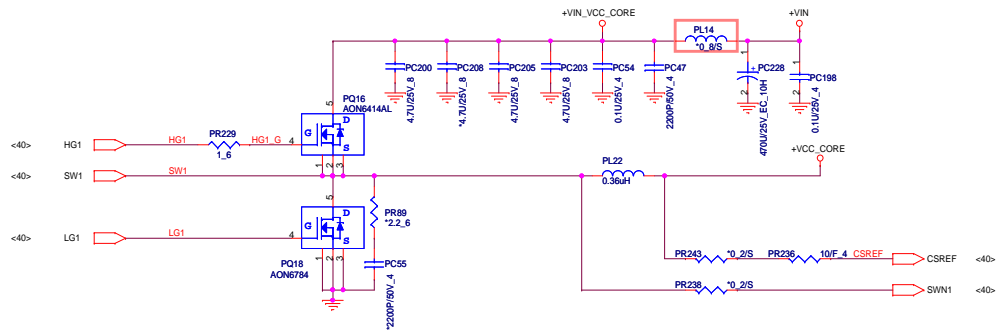 +VIN_VCC_CORE
+VIN
PL14
*0_8/S
PC200
4.7U/25V_8
PC208
*4.7U/25V_8
PC205
4.7U/25V_8
PC203
4.7U/25V_8
PC54
0.1U/25V_4
PC47
2200P/50V_4
1
2
PC228
470U/25V_EC_10H
1
2
PC198
0.1U/25V_4
5
PQ16
AON6414AL
D
G
S
4
1
2
3
<40>
HG1
HG1
PR229
1_6
HG1_G
<40>
SW1
SW1
PL22
0.36uH
+VCC_CORE
5
D
G
S
4
1
2
3
PQ18
AON6784
<40>
LG1
LG1
PR89
*2.2_6
PC55
*2200P/50V_4
PR243
*0_2/S
PR236
10/F_4
CSREF
CSREF
<40>
PR238
*0_2/S
SWN1
<40>